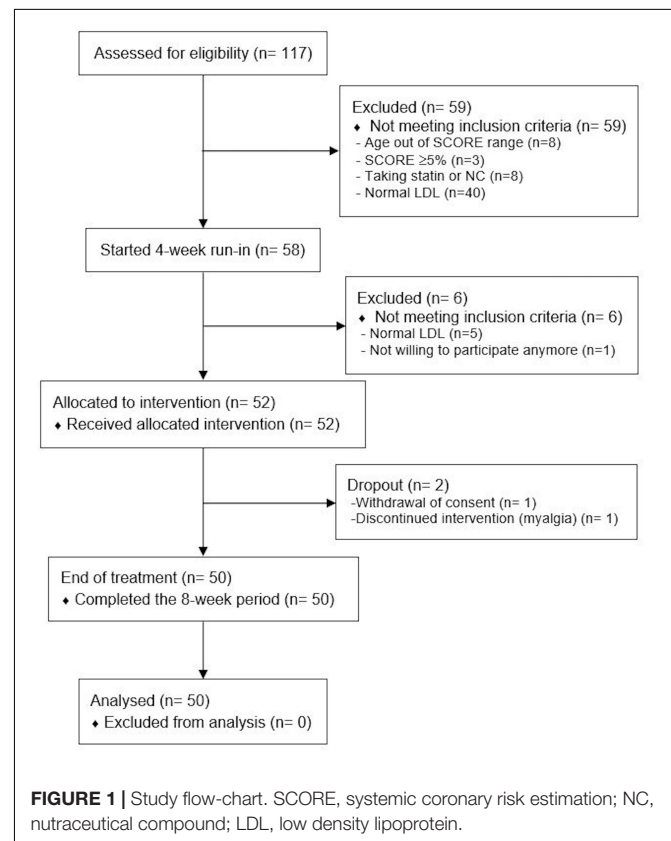 Assessed for eligibility (n= 117)
Excluded (n= 59)
♦ Not meeting inclusion criteria (n= 59)
- Age out of SCORE range (n=8)
- SCORE ≥5% (n=3)
- Taking statin or NC (n=8)
- Normal LDL (n=40)
Started 4-week run-in (n= 58)
Excluded (n= 6)
♦ Not meeting inclusion criteria (n= 6)
- Normal LDL (n=5)
- Not willing to participate anymore (n=1)
Allocated to intervention (n= 52)
♦ Received allocated intervention (n= 52)
Dropout (n= 2)
-Withdrawal of consent (n= 1)
-Discontinued intervention (myalgia) (n= 1)
End of treatment (n= 50)
♦ Completed the 8-week period (n= 50)
Analysed (n= 50)
♦ Excluded from analysis (n= 0)
FIGURE 1 | Study flow-chart. SCORE, systemic coronary risk estimation; NC,
nutraceutical compound; LDL, low density lipoprotein.